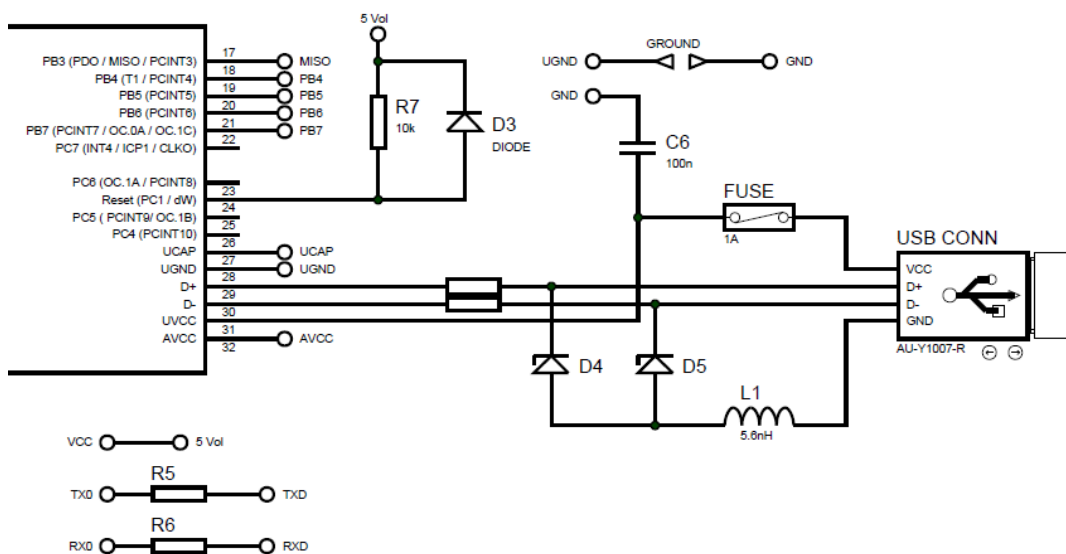 5 Vol
PB3 (PDO / MISO / PCINT3)
17
MISO
PB4 (T1 / PCINT4)
18
PB4
PB5 (PCINT5)
19
PB5
PB6 (PCINT6)
20
PB6
PB7 (PCINT7 / OC.0A / OC.1C)
21
PB7
PC7 (INT4 / ICP1 / CLKO)
22
PC6 (OC.1A / PCINT8)
23
Reset (PC1 / dW)
24
PC5 ( PCINT9/ OC.1B)
25
PC4 (PCINT10)
26
UCAP
UCAP
27
UGND
UGND
28
D+
29
D-
30
UVCC
31
AVCC
AVCC
32
R7
10k
D3
DIODE
UGND
GROUND
GND
GND
C6
100n
FUSE
1A
USB CONN
VCC
D+
D-
GND
AU-Y1007-R
D4
D5
L1
5.6nH
VCC
5 Vol
R5
TX0
TXD
R6
RX0
RXD